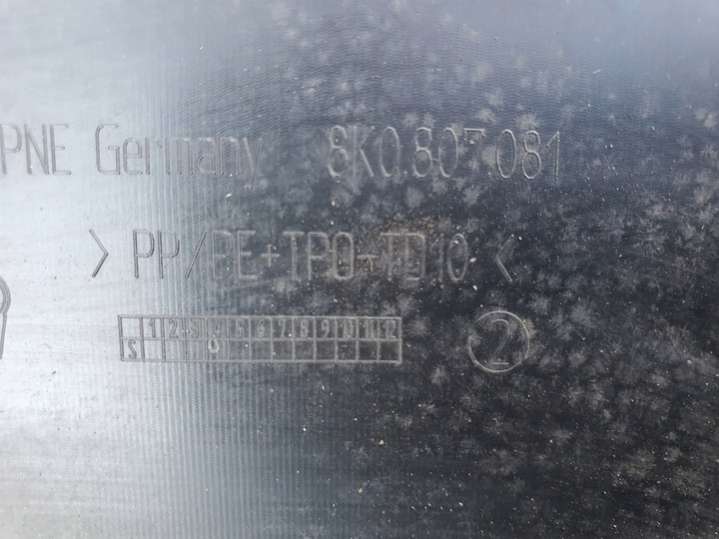 PNE Germany 8K0.807.081
>PP/PE+TPO-TD10<
1 2 3 4 5 6 7 8 9 10 11 12
S 0
2